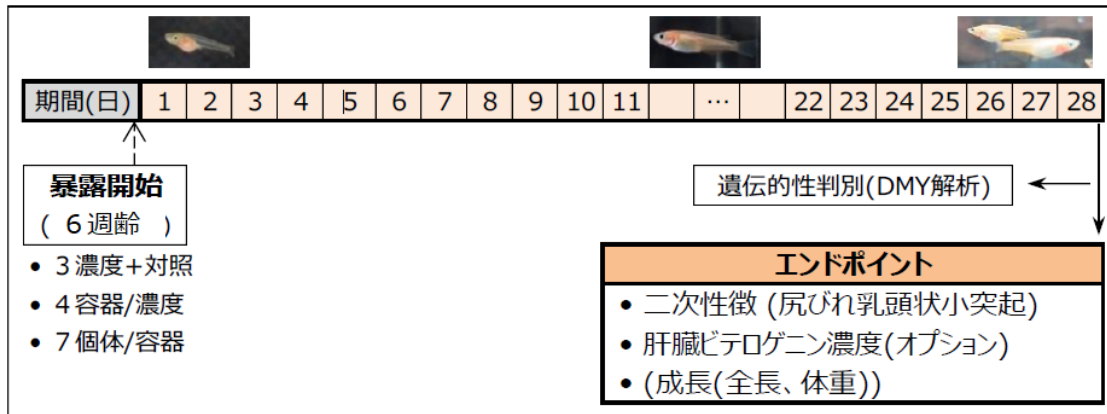 期間(日) 1 2 3 4 5 6 7 8 9 10 11 … 22 23 24 25 26 27 28
暴露開始
( 6週齢 )
• 3濃度+対照
• 4容器/濃度
• 7個体/容器
遺伝的性判別(DMY解析)
エンドポイント
• 二次性徴 (尻びれ乳頭状小突起)
• 肝臓ビテロゲニン濃度(オプション)
• (成長(全長、体重))